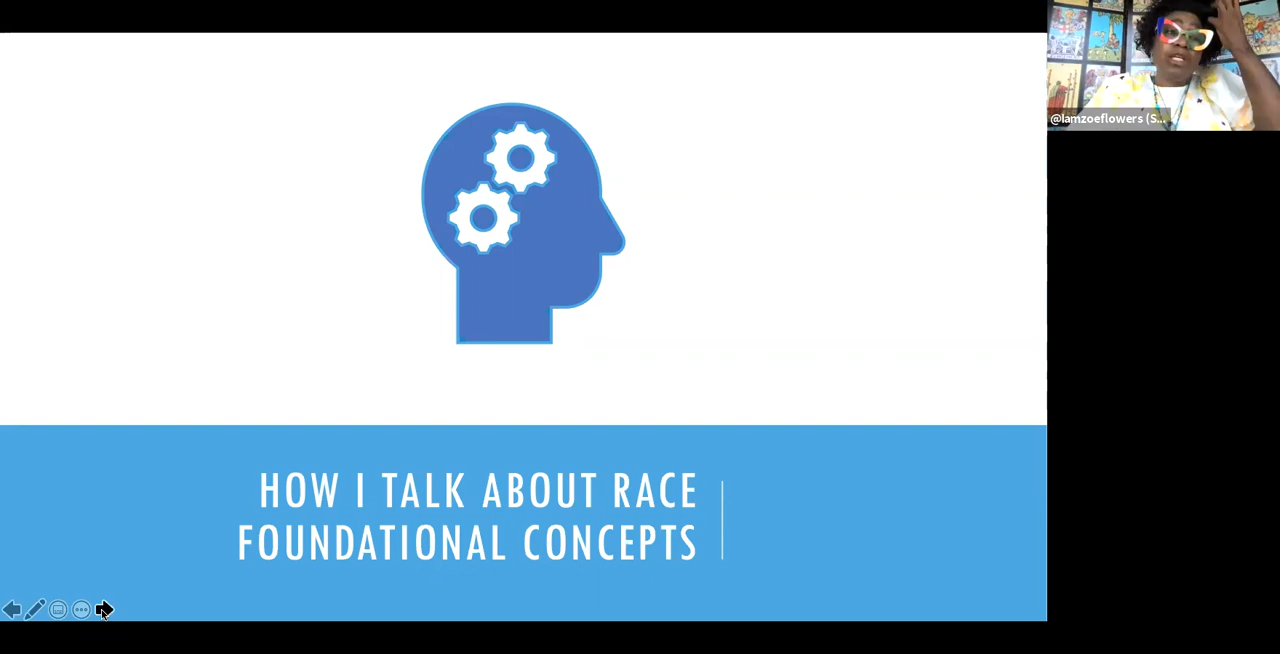 @Iamzoeflowers (S...
HOW I TALK ABOUT RACE
FOUNDATIONAL CONCEPTS